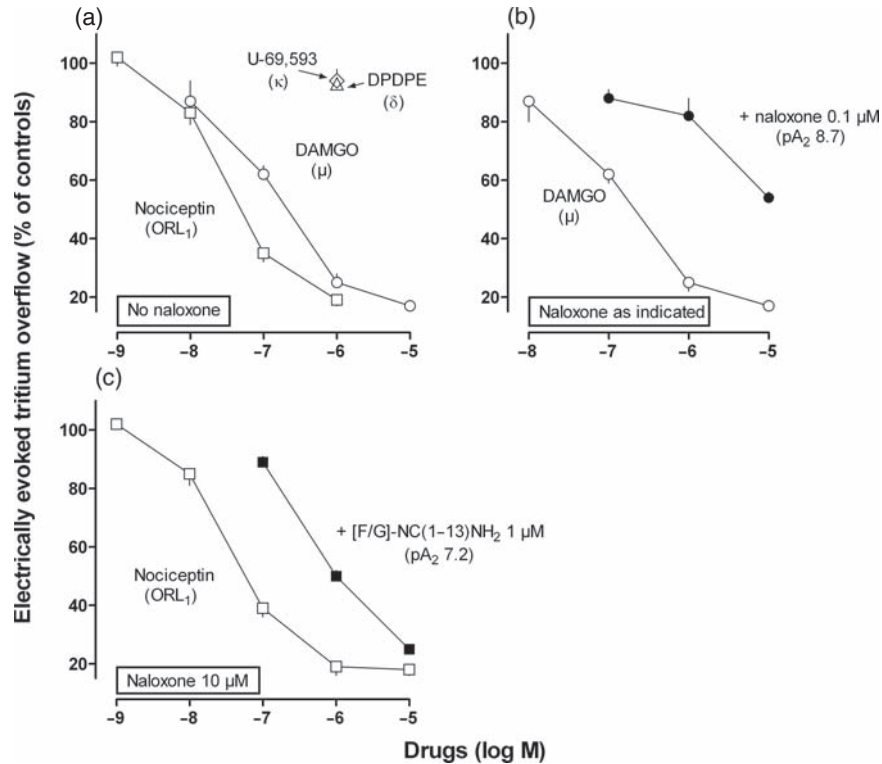 (a)
100
80
60
40
20
U-69,593
(κ)
DPDPE
(δ)
DAMGO
(μ)
Nociceptin
(ORL₁)
No naloxone
−9
−8
−7
−6
−5
(b)
100
80
60
40
20
+ naloxone 0.1 μM
(pA₂ 8.7)
DAMGO
(μ)
Naloxone as indicated
−8
−7
−6
−5
(c)
100
80
60
40
20
+ [F/G]-NC(1–13)NH₂ 1 μM
(pA₂ 7.2)
Nociceptin
(ORL₁)
Naloxone 10 μM
−9
−8
−7
−6
−5
Electrically evoked tritium overflow (% of controls)
Drugs (log M)